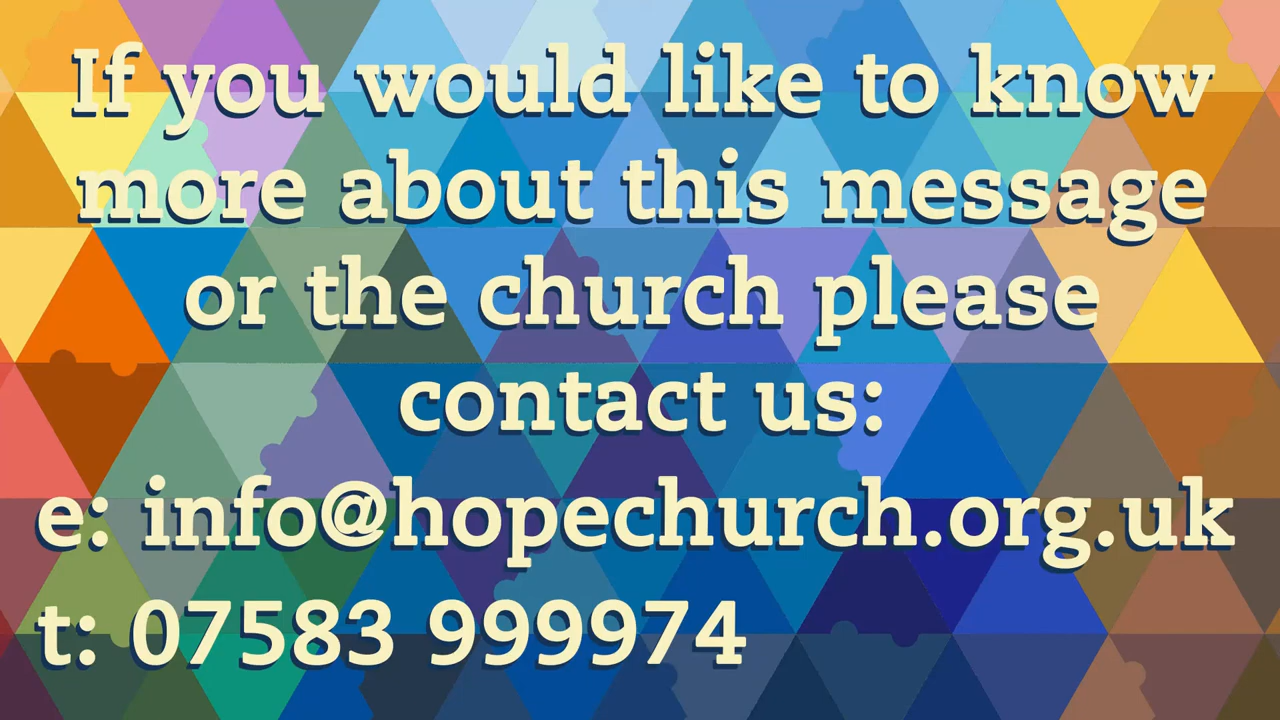 If you would like to know
more about this message
or the church please
contact us:
e: info@hopechurch.org.uk
t: 07583 999974